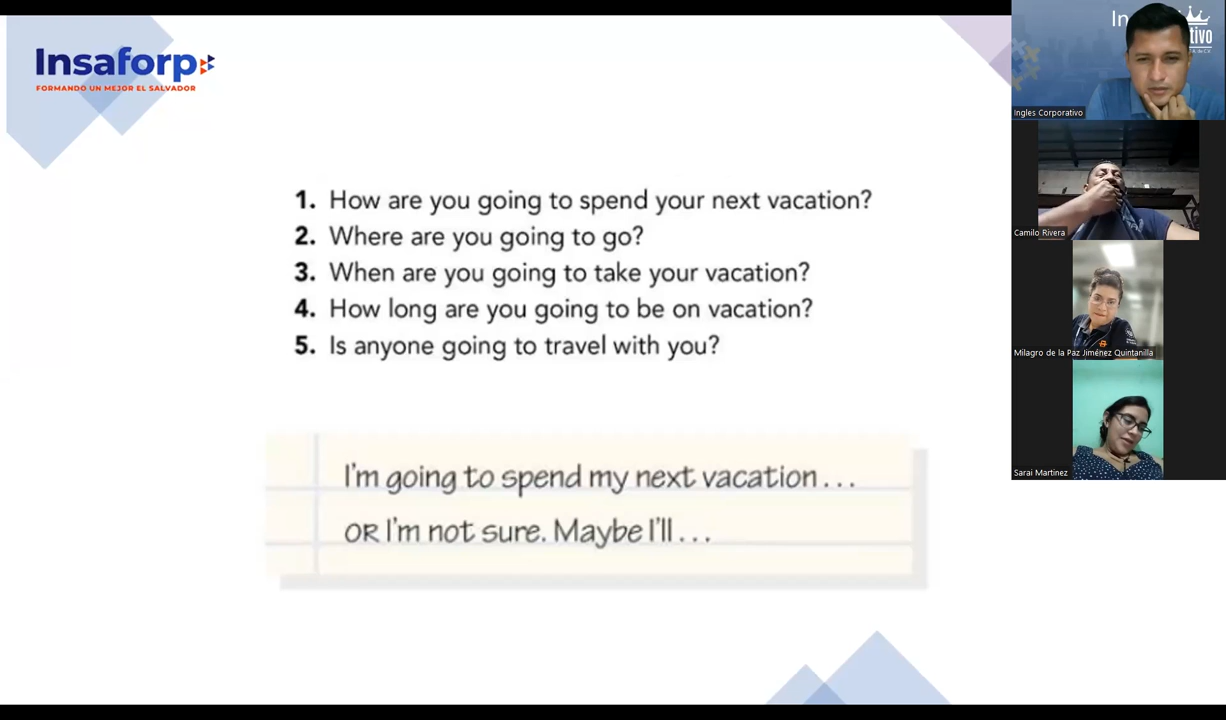 Insaforp
FORMANDO UN MEJOR EL SALVADOR
1. How are you going to spend your next vacation?
2. Where are you going to go?
3. When are you going to take your vacation?
4. How long are you going to be on vacation?
5. Is anyone going to travel with you?
I'm going to spend my next vacation...
OR I'm not sure. Maybe I'll...
Ingles Corporativo
Camilo Rivera
Milagro de la Paz Jiménez Quintanilla
Sarai Martinez